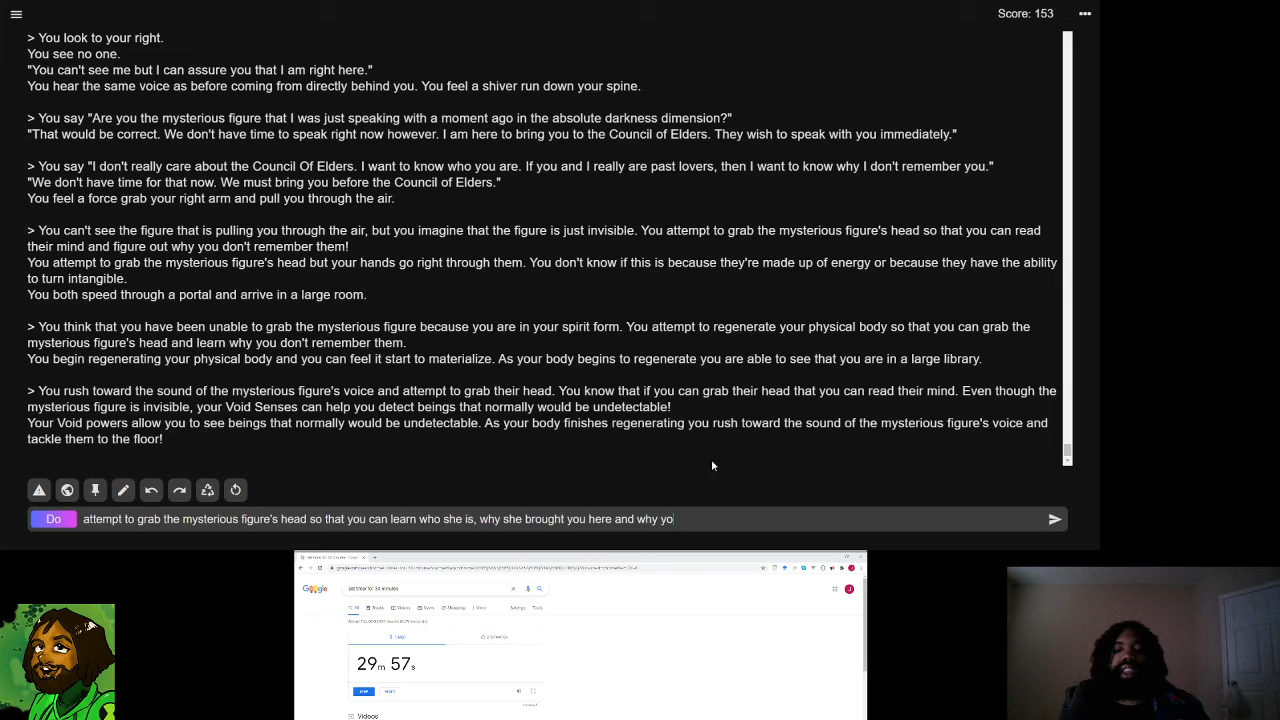 Score: 153
> You look to your right.
You see no one.
"You can't see me but I can assure you that I am right here."
You hear the same voice as before coming from directly behind you. You feel a shiver run down your spine.
> You say "Are you the mysterious figure that I was just speaking with a moment ago in the absolute darkness dimension?"
"That would be correct. We don't have time to speak right now however. I am here to bring you to the Council of Elders. They wish to speak with you immediately."
> You say "I don't really care about the Council Of Elders. I want to know who you are. If you and I really are past lovers, then I want to know why I don't remember you."
"We don't have time for that now. We must bring you before the Council of Elders."
You feel a force grab your right arm and pull you through the air.
> You can't see the figure that is pulling you through the air, but you imagine that the figure is just invisible. You attempt to grab the mysterious figure's head so that you can read
their mind and figure out why you don't remember them!
You attempt to grab the mysterious figure's head but your hands go right through them. You don't know if this is because they're made up of energy or because they have the ability
to turn intangible.
You both speed through a portal and arrive in a large room.
> You think that you have been unable to grab the mysterious figure because you are in your spirit form. You attempt to regenerate your physical body so that you can grab the
mysterious figure's head and learn why you don't remember them.
You begin regenerating your physical body and you can feel it start to materialize. As your body begins to regenerate you are able to see that you are in a large library.
> You rush toward the sound of the mysterious figure's voice and attempt to grab their head. You know that if you can grab their head that you can read their mind. Even though the
mysterious figure is invisible, your Void Senses can help you detect beings that normally would be undetectable!
Your Void powers allow you to see beings that normally would be undetectable. As your body finishes regenerating you rush toward the sound of the mysterious figure's voice and
tackle them to the floor!
Do attempt to grab the mysterious figure's head so that you can learn who she is, why she brought you here and why yo
Google
All Books Videos News Shopping More Settings Tools
TIMER STOPWATCH
29m 57s
STOP RESET
Videos